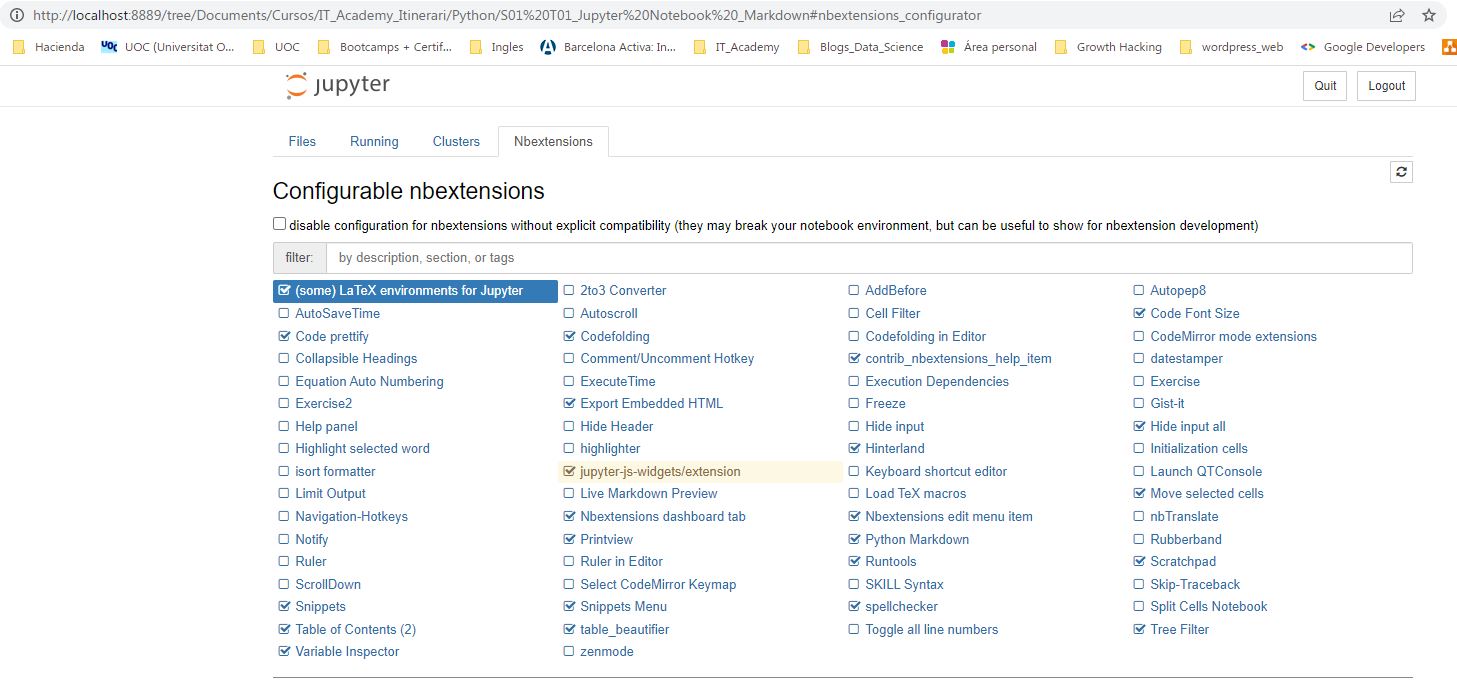 http://localhost:8889/tree/Documents/Cursos/IT_Academy_Itinerari/Python/S01%20T01_Jupyter%20Notebook%20_Markdown#nbextensions_configurator
Hacienda UOC UOC (Universitat O... UOC Bootcamps + Certif... Ingles Barcelona Activa: In... IT_Academy Blogs_Data_Science Área personal Growth Hacking wordpress_web Google Developers
jupyter Quit Logout
Files Running Clusters Nbextensions
Configurable nbextensions
disable configuration for nbextensions without explicit compatibility (they may break your notebook environment, but can be useful to show for nbextension development)
filter: by description, section, or tags
(some) LaTeX environments for Jupyter 2to3 Converter AddBefore Autopep8
AutoSaveTime Autoscroll Cell Filter Code Font Size
Code prettify Codefolding Codefolding in Editor CodeMirror mode extensions
Collapsible Headings Comment/Uncomment Hotkey contrib_nbextensions_help_item datestamper
Equation Auto Numbering ExecuteTime Execution Dependencies Exercise
Exercise2 Export Embedded HTML Freeze Gist-it
Help panel Hide Header Hide input Hide input all
Highlight selected word highlighter Hinterland Initialization cells
isort formatter jupyter-js-widgets/extension Keyboard shortcut editor Launch QTConsole
Limit Output Live Markdown Preview Load TeX macros Move selected cells
Navigation-Hotkeys Nbextensions dashboard tab Nbextensions edit menu item nbTranslate
Notify Printview Python Markdown Rubberband
Ruler Ruler in Editor Runtools Scratchpad
ScrollDown Select CodeMirror Keymap SKILL Syntax Skip-Traceback
Snippets Snippets Menu spellchecker Split Cells Notebook
Table of Contents (2) table_beautifier Toggle all line numbers Tree Filter
Variable Inspector zenmode